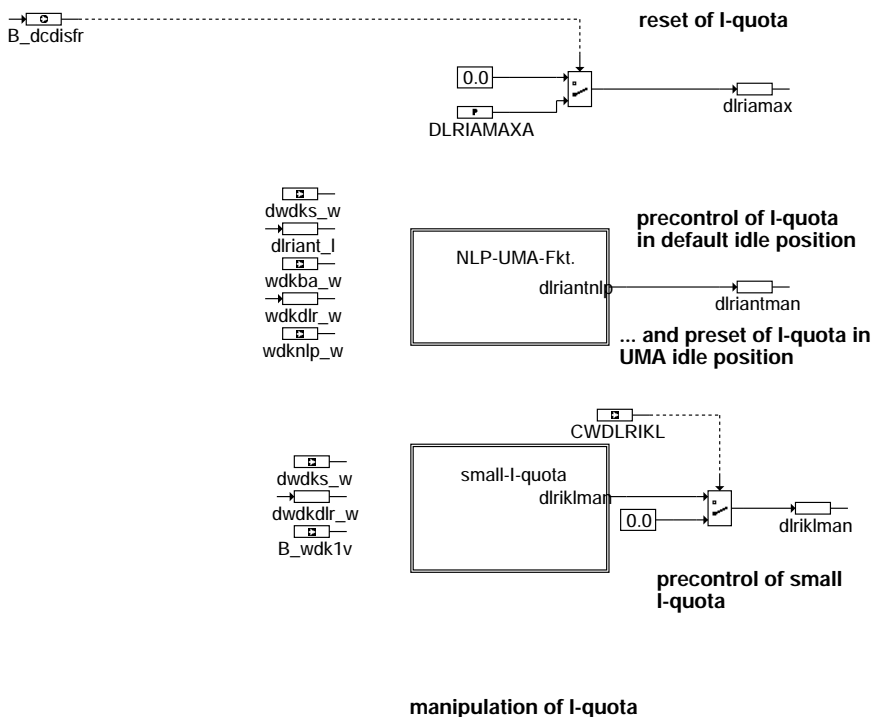 reset of I-quota
B_dcdisfr
0.0
P
dlriamax
DLRIAMAXA
dwdks_w
dlriant_l
wdkba_w
wdkdlr_w
wdknlp_w
NLP-UMA-Fkt.
dlriantnlp
precontrol of I-quota
in default idle position
dlriantman
... and preset of I-quota in
UMA idle position
CWDLRIKL
dwdks_w
dwdkdlr_w
B_wdk1v
small-I-quota
dlriklman
0.0
dlriklman
precontrol of small
I-quota
manipulation of I-quota